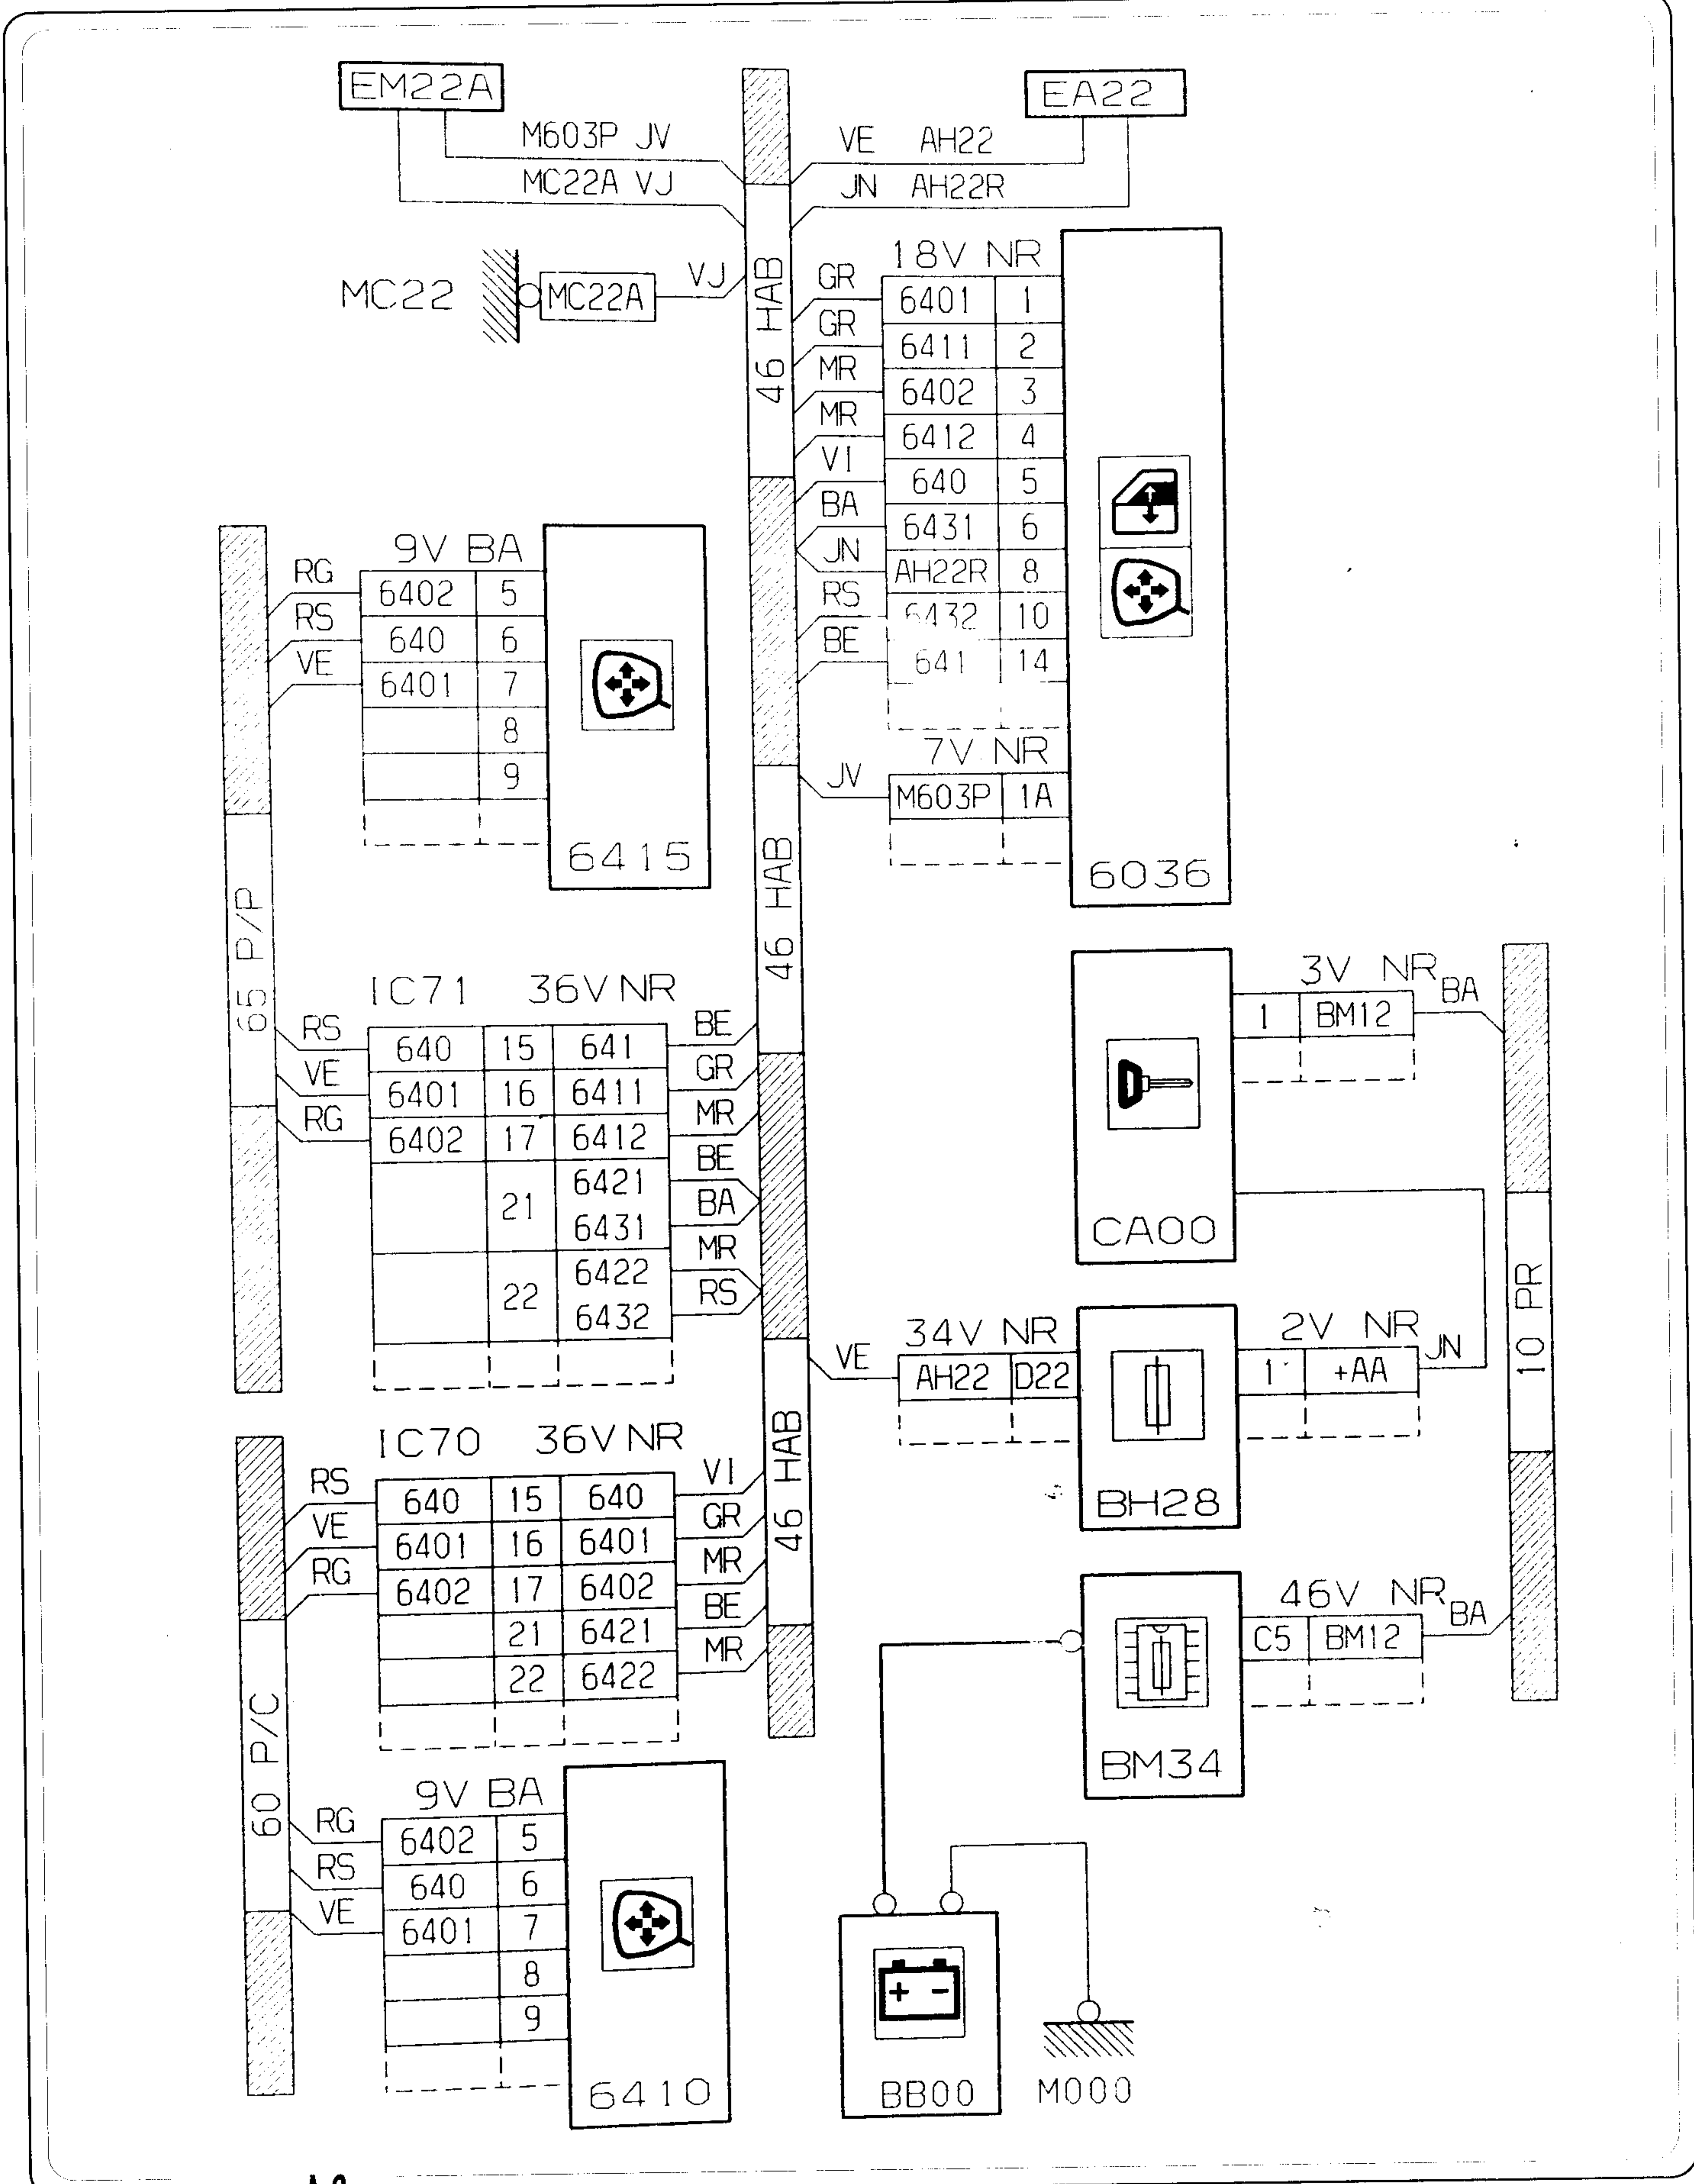 EM22A
EA22
M603P JV
VE AH22
MC22A VJ
JN AH22R
46 HAB
MC22
MC22A
VJ
18V NR
GR 6401 1
GR 6411 2
MR 6402 3
MR 6412 4
VI 640 5
BA 6431 6
JN AH22R 8
RS 6432 10
BE 641 14
7V NR
JV M603P 1A
6036
9V BA
RG 6402 5
RS 640 6
VE 6401 7
8
9
6415
65 P/P
46 HAB
IC71 36V NR
RS 640 15 641 BE
VE 6401 16 6411 GR
RG 6402 17 6412 MR
21 6421 BE
6431 BA
22 6422 MR
6432 RS
3V NR
1 BM12 BA
CA00
10 PR
34V NR
VE AH22 D22
2V NR
1 +AA JN
BH28
46 HAB
IC70 36V NR
RS 640 15 640 VI
VE 6401 16 6401 GR
RG 6402 17 6402 MR
21 6421 BE
22 6422 MR
46V NR
C5 BM12 BA
BM34
60 P/C
9V BA
RG 6402 5
RS 640 6
VE 6401 7
8
9
6410
+ -
BB00
M000